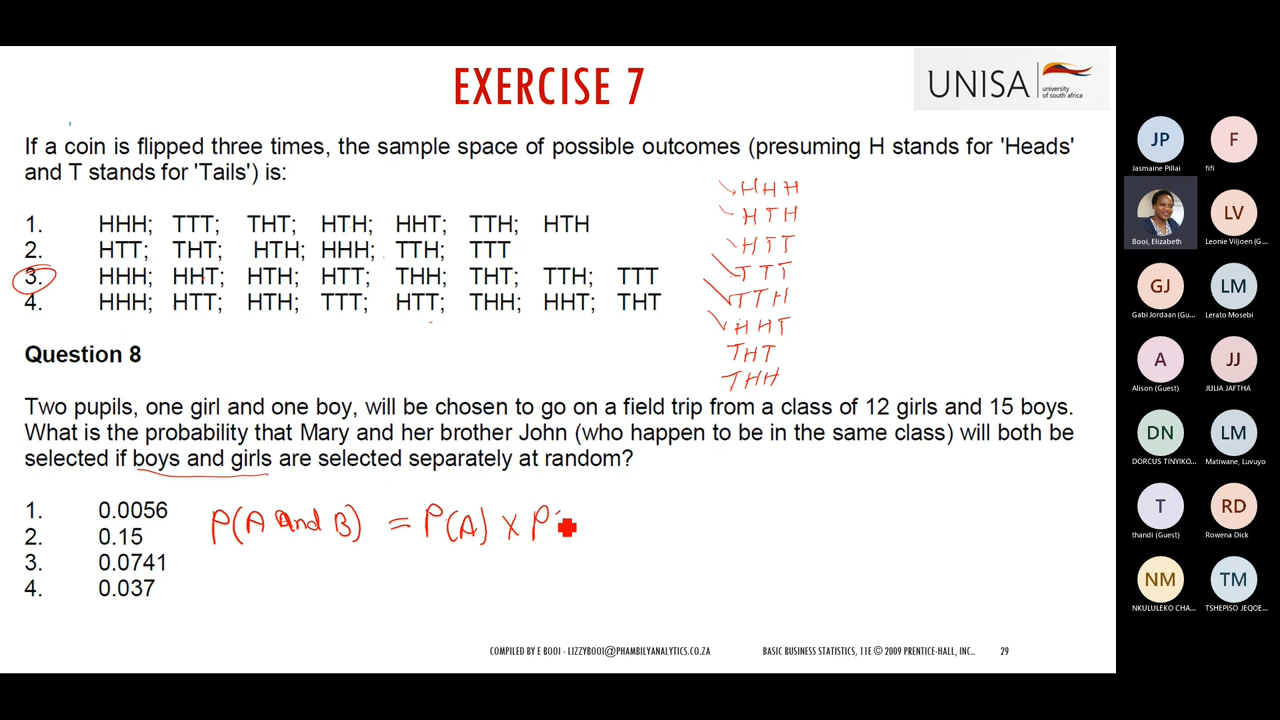 EXERCISE 7
UNISA
university
of south africa
If a coin is flipped three times, the sample space of possible outcomes (presuming H stands for 'Heads'
and T stands for 'Tails') is:
1. HHH; TTT; THT; HTH; HHT; TTH; HTH
2. HTT; THT; HTH; HHH; TTH; TTT
3. HHH; HHT; HTH; HTT; THH; THT; TTH; TTT
4. HHH; HTT; HTH; TTT; HTT; THH; HHT; THT
HHH
HTH
HTT
TTT
TTH
HHT
THT
THH
Question 8
Two pupils, one girl and one boy, will be chosen to go on a field trip from a class of 12 girls and 15 boys.
What is the probability that Mary and her brother John (who happen to be in the same class) will both be
selected if boys and girls are selected separately at random?
1. 0.0056
2. 0.15
3. 0.0741
4. 0.037
P(A and B) = P(A) x P
COMPILED BY E BOOI - LIZZYBOOI@PHAMBILYANALYTICS.CO.ZA
BASIC BUSINESS STATISTICS, 11E © 2009 PRENTICE-HALL, INC..
29
JP
Jasmaine Pillai
F
fifi
Booi, Elizabeth
LV
Leonie Viljoen (G...
GJ
Gabi Jordaan (Gu...
LM
Lerato Mosebi
A
Alison (Guest)
JJ
JULIA JAFTHA
DN
DORCUS TINYIKO...
LM
Matiwane, Luvuyo
T
thandi (Guest)
RD
Rowena Dick
NM
NKULULEKO CHA...
TM
TSHEPISO JEQOE...